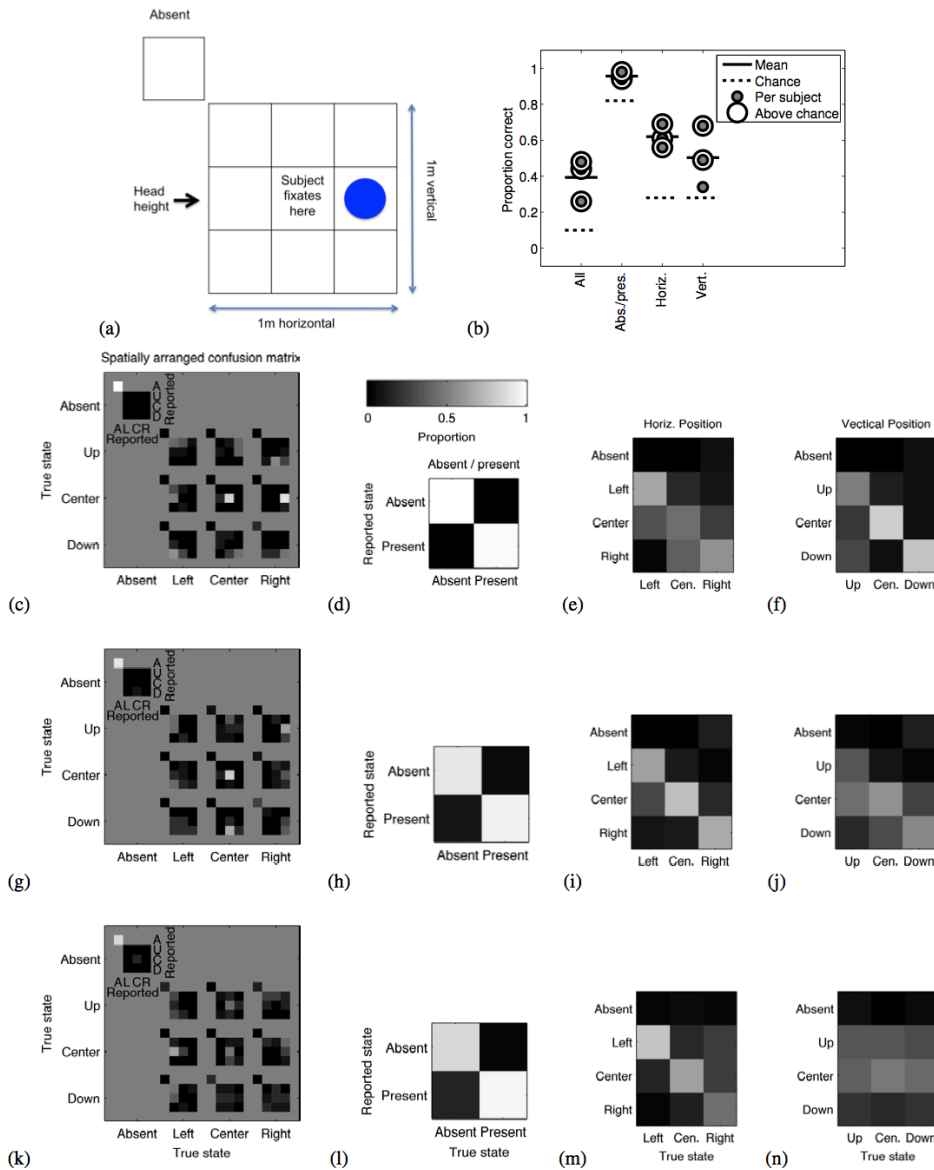 Absent
Head
height
Subject
fixates
here
1m vertical
1m horizontal
(a)
Proportion correct
1
0.8
0.6
0.4
0.2
0
Mean
Chance
Per subject
Above chance
All
Abs./pres.
Horiz.
Vert.
(b)
Spatially arranged confusion matrix
True state
Absent
Up
Center
Down
A
U
C
D
Reported
AL CR
Reported
Absent Left Center Right
(c)
0 0.5 1
Proportion
Absent / present
Reported state
Absent
Present
Absent Present
(d)
Horiz. Position
Absent
Left
Center
Right
Left Cen. Right
(e)
Vectical Position
Absent
Up
Center
Down
Up Cen. Down
(f)
True state
Absent
Up
Center
Down
A
U
C
D
Reported
AL CR
Reported
Absent Left Center Right
(g)
Reported state
Absent
Present
Absent Present
(h)
Absent
Left
Center
Right
Left Cen. Right
(i)
Absent
Up
Center
Down
Up Cen. Down
(j)
True state
Absent
Up
Center
Down
A
U
C
D
Reported
AL CR
Reported
Absent Left Center Right
True state
(k)
Reported state
Absent
Present
Absent Present
True state
(l)
Absent
Left
Center
Right
Left Cen. Right
True state
(m)
Absent
Up
Center
Down
Up Cen. Down
True state
(n)